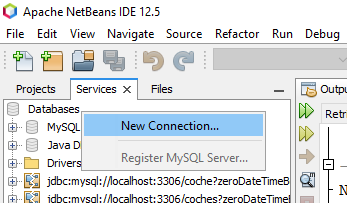 Apache NetBeans IDE 12.5
File Edit View Navigate Source Refactor Run Debug
Projects Services × Files
Databases
New Connection...
Register MySQL Server...
MySQL
Java D
Drivers
jdbc:mysql://localhost:3306/coche?zeroDateTimeB
jdbc:mysql://localhost:3306/coches?zeroDateTime
Outpu
Retri